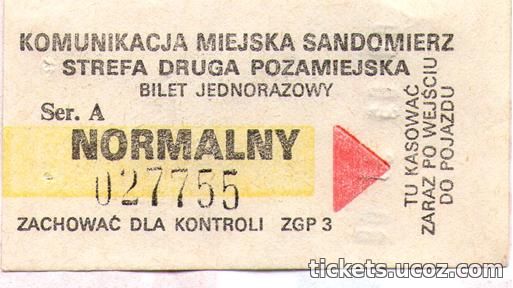 KOMUNIKACJA MIEJSKA SANDOMIERZ
STREFA DRUGA POZAMIEJSKA
BILET JEDNORAZOWY
Ser. A
NORMALNY
027755
ZACHOWAĆ DLA KONTROLI ZGP 3
TU KASOWAĆ
ZARAZ PO WEJŚCIU
DO POJAZDU
tickets.ucoz.com